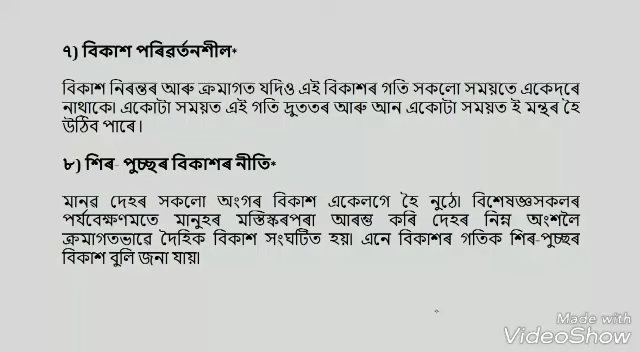 ৭) বিকাশ পৰিৱৰ্তনশীল*
বিকাশ নিৰন্তৰ আৰু ক্ৰমাগত যদিও এই বিকাশৰ গতি সকলো সময়তে একেদৰে
নাথাকে। একোটা সময়ত এই গতি দ্ৰুততৰ আৰু আন একোটা সময়ত ই মন্থৰ হৈ
উঠিব পাৰে।
৮) শিৰ- পুচ্ছৰ বিকাশৰ নীতি*
মানৱ দেহৰ সকলো অংগৰ বিকাশ একেলগে হৈ নুঠে। বিশেষজ্ঞসকলৰ
পৰ্যবেক্ষণমতে মানুহৰ মস্তিষ্কৰপৰা আৰম্ভ কৰি দেহৰ নিম্ন অংশলৈ
ক্ৰমাগতভাৱে দৈহিক বিকাশ সংঘটিত হয়। এনে বিকাশৰ গতিক শিৰ-পুচ্ছৰ
বিকাশ বুলি জনা যায়।
Made with
VideoShow